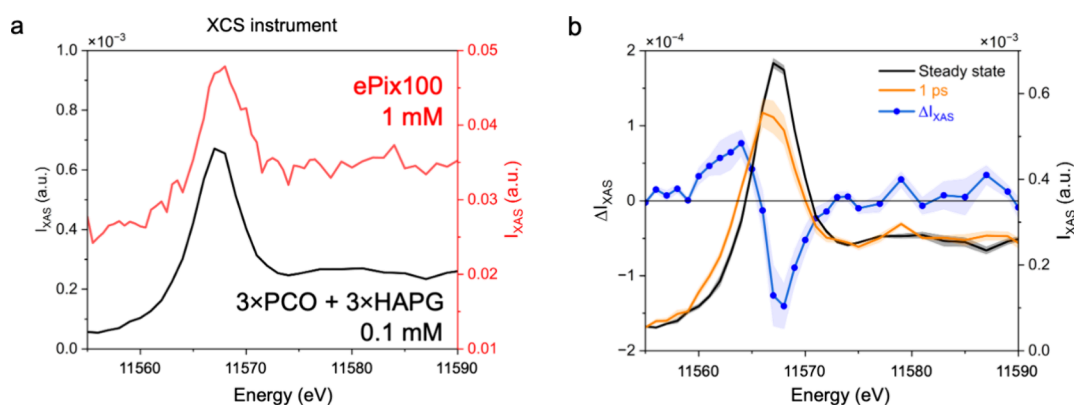 a
XCS instrument
×10⁻³
1.0
0.8
0.6
0.4
0.2
0.0
I_XAS (a.u.)
ePix100
1 mM
3×PCO + 3×HAPG
0.1 mM
0.05
0.04
0.03
0.02
0.01
I_XAS (a.u.)
11560 11570 11580 11590
Energy (eV)
b
×10⁻⁴
2
1
0
−1
−2
ΔI_XAS
Steady state
1 ps
ΔI_XAS
×10⁻³
0.6
0.4
0.2
0.0
I_XAS (a.u.)
11560 11570 11580 11590
Energy (eV)